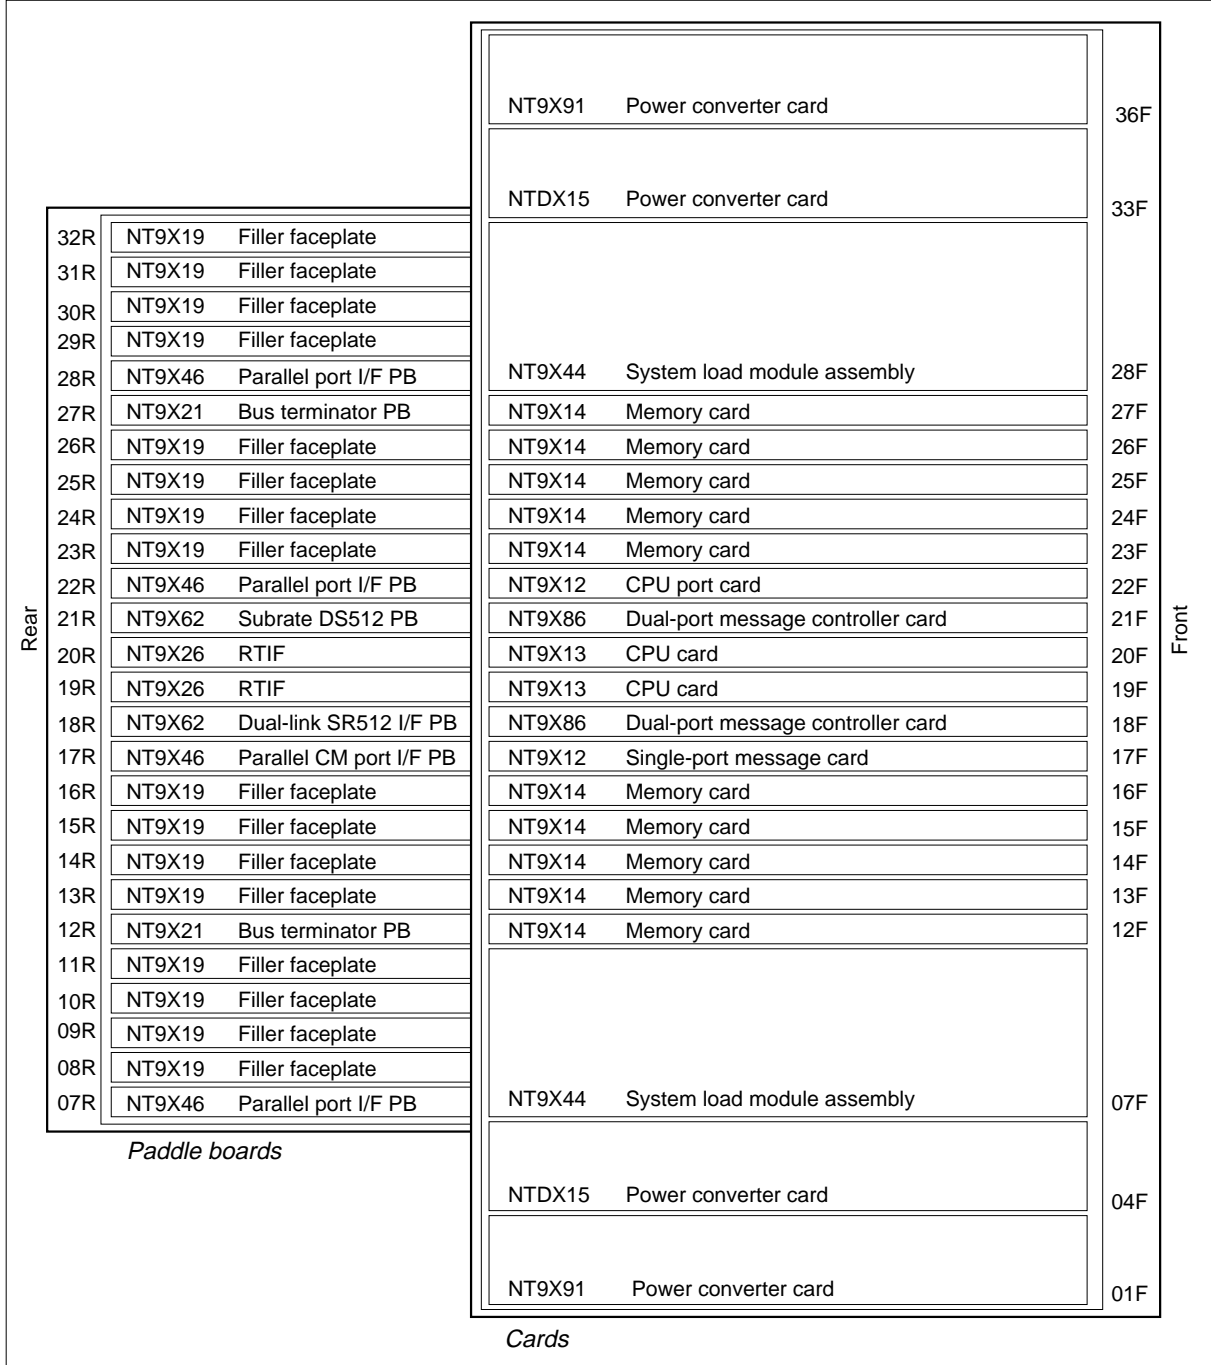 NT9X91 Power converter card 36F
NTDX15 Power converter card 33F
32R NT9X19 Filler faceplate
31R NT9X19 Filler faceplate
30R NT9X19 Filler faceplate
29R NT9X19 Filler faceplate
28R NT9X46 Parallel port I/F PB NT9X44 System load module assembly 28F
27R NT9X21 Bus terminator PB NT9X14 Memory card 27F
26R NT9X19 Filler faceplate NT9X14 Memory card 26F
25R NT9X19 Filler faceplate NT9X14 Memory card 25F
24R NT9X19 Filler faceplate NT9X14 Memory card 24F
23R NT9X19 Filler faceplate NT9X14 Memory card 23F
22R NT9X46 Parallel port I/F PB NT9X12 CPU port card 22F
21R NT9X62 Subrate DS512 PB NT9X86 Dual-port message controller card 21F
Rear
Front
20R NT9X26 RTIF NT9X13 CPU card 20F
19R NT9X26 RTIF NT9X13 CPU card 19F
18R NT9X62 Dual-link SR512 I/F PB NT9X86 Dual-port message controller card 18F
17R NT9X46 Parallel CM port I/F PB NT9X12 Single-port message card 17F
16R NT9X19 Filler faceplate NT9X14 Memory card 16F
15R NT9X19 Filler faceplate NT9X14 Memory card 15F
14R NT9X19 Filler faceplate NT9X14 Memory card 14F
13R NT9X19 Filler faceplate NT9X14 Memory card 13F
12R NT9X21 Bus terminator PB NT9X14 Memory card 12F
11R NT9X19 Filler faceplate
10R NT9X19 Filler faceplate
09R NT9X19 Filler faceplate
08R NT9X19 Filler faceplate
07R NT9X46 Parallel port I/F PB NT9X44 System load module assembly 07F
Paddle boards
NTDX15 Power converter card 04F
NT9X91 Power converter card 01F
Cards